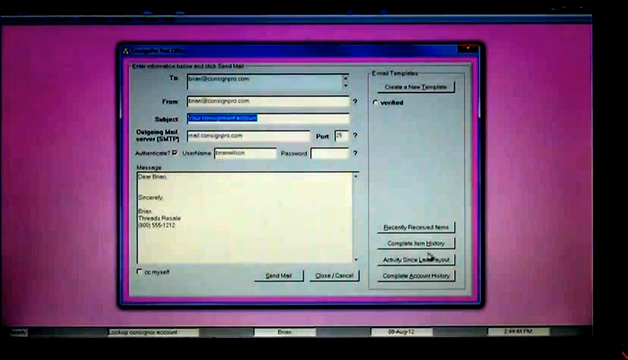 ConsignPro Post Office
Enter information below and click Send Mail
To: brian@consignpro.com
From: brian@consignpro.com ?
Subject: Your consignment account
Outgoing Mail server (SMTP) mail.consignpro.com Port 25 ?
Authenticate? UserName brianwilson Password ?
Message
Dear Brian,
Sincerely,
Brian
Threads Resale
(800) 555-1212
cc myself
Send Mail
Close / Cancel
E-mail Templates
Create a New Template
verified
Recently Received Items
Complete Item History
Activity Since Last Payout
Complete Account History
Ready Lookup consignor account Brian 09-Aug-12 2:44:44 PM